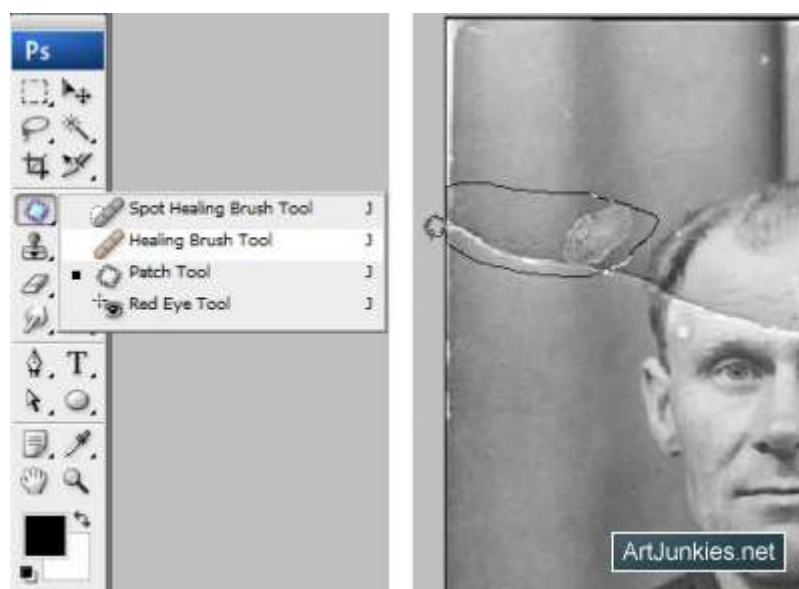 Ps
Spot Healing Brush Tool J
Healing Brush Tool J
Patch Tool J
Red Eye Tool J
T
ArtJunkies.net